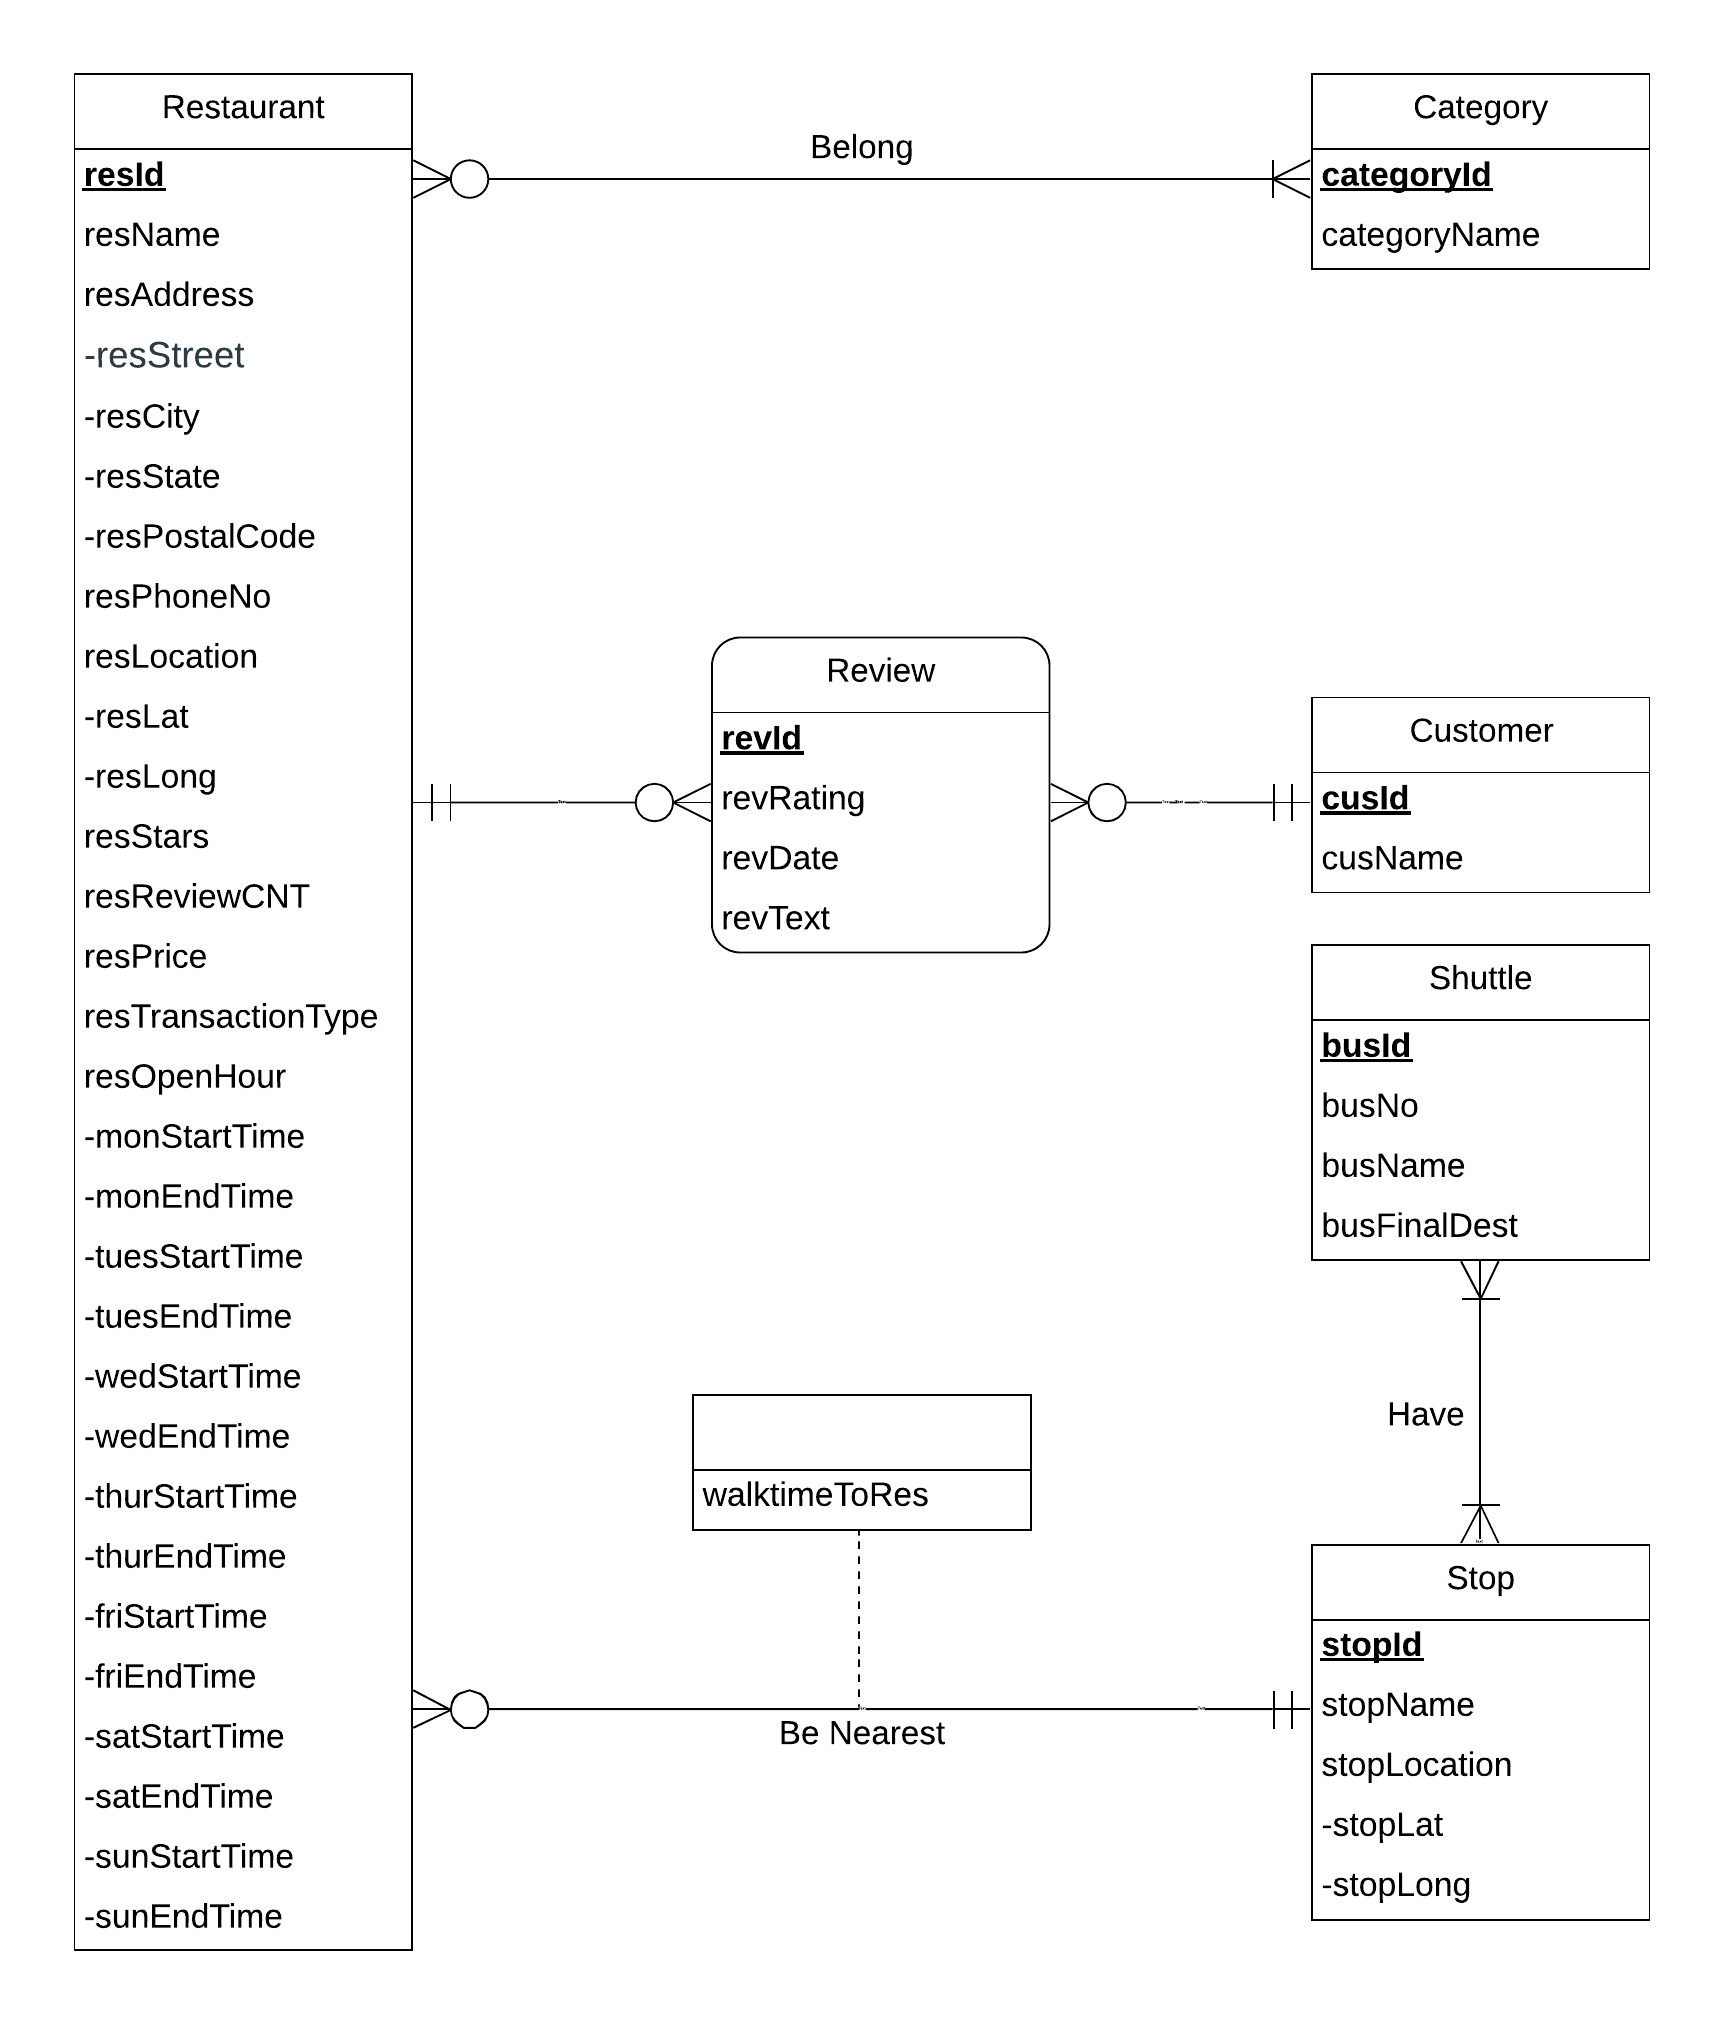 Restaurant
resId
resName
resAddress
-resStreet
-resCity
-resState
-resPostalCode
resPhoneNo
resLocation
-resLat
-resLong
resStars
resReviewCNT
resPrice
resTransactionType
resOpenHour
-monStartTime
-monEndTime
-tuesStartTime
-tuesEndTime
-wedStartTime
-wedEndTime
-thurStartTime
-thurEndTime
-friStartTime
-friEndTime
-satStartTime
-satEndTime
-sunStartTime
-sunEndTime
Belong
Category
categoryId
categoryName
Review
revId
revRating
revDate
revText
Customer
cusId
cusName
Shuttle
busId
busNo
busName
busFinalDest
Have
walktimeToRes
Be Nearest
Stop
stopId
stopName
stopLocation
-stopLat
-stopLong